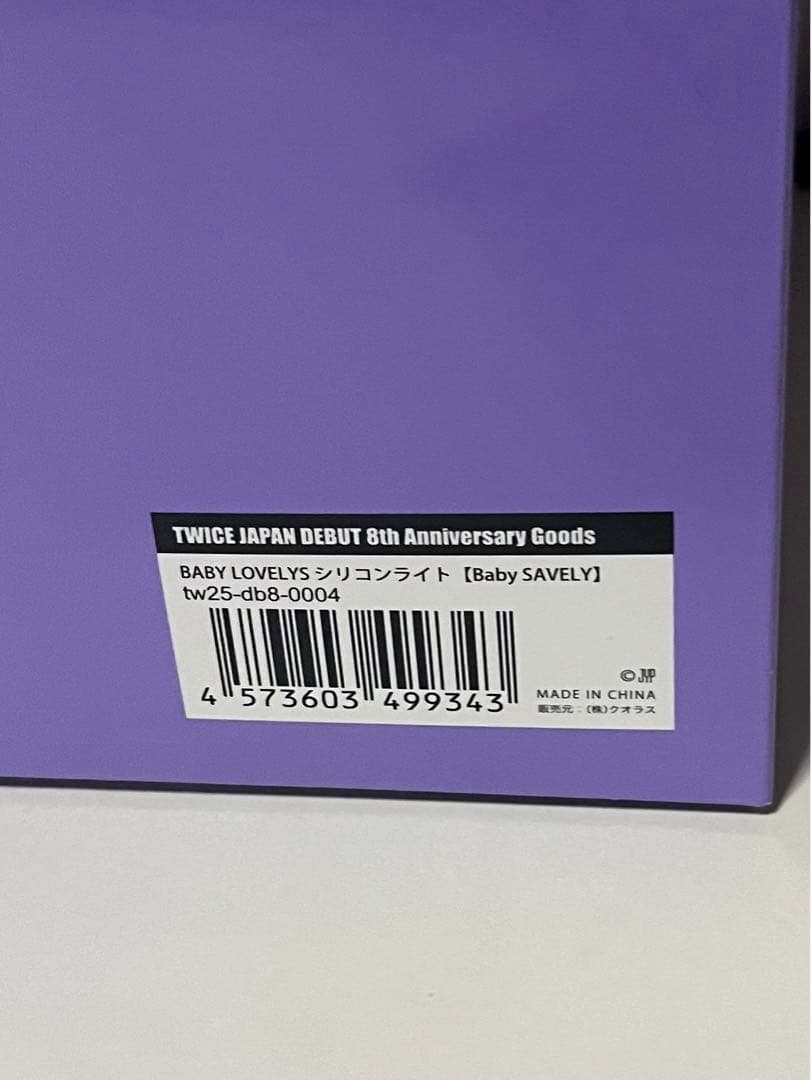 TWICE JAPAN DEBUT 8th Anniversary Goods
BABY LOVELYS シリコンライト【Baby SAVELY】
tw25-db8-0004
4 573603 499343
©JYP
MADE IN CHINA
販売元：(株)クオラス